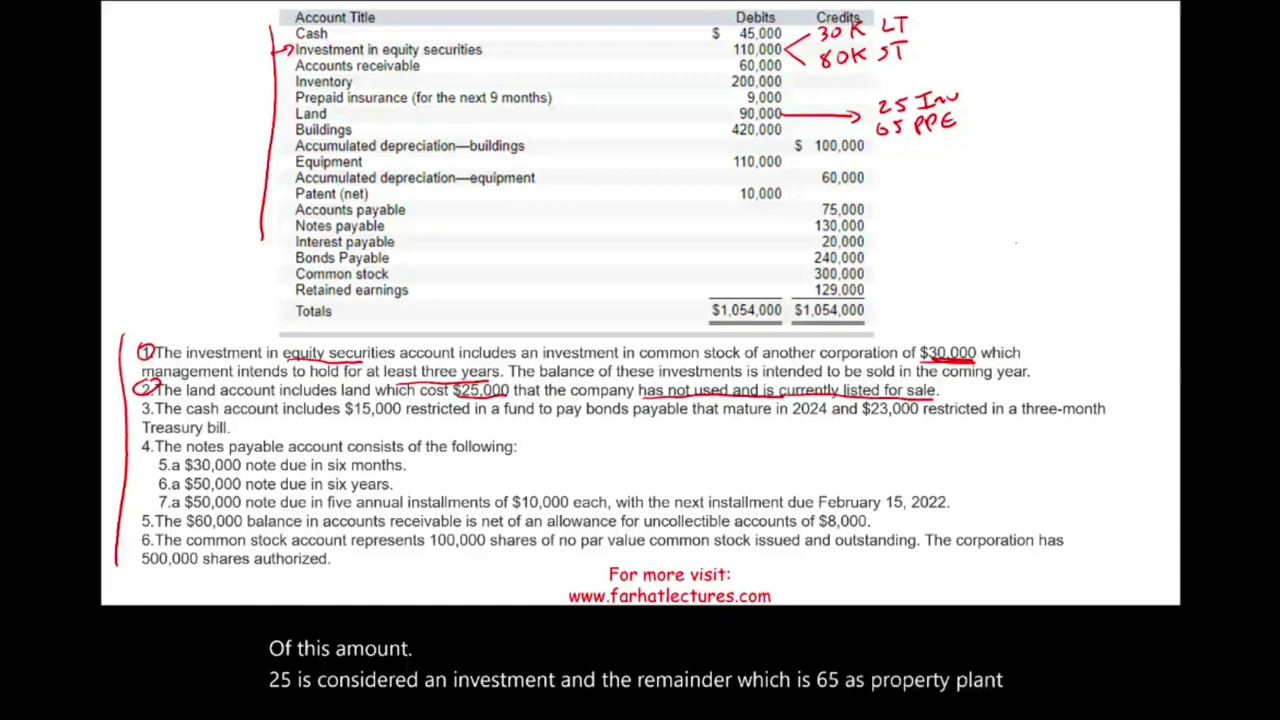 Account Title Debits Credits
Cash $ 45,000 30K LT
Investment in equity securities 110,000 80K ST
Accounts receivable 60,000
Inventory 200,000
Prepaid insurance (for the next 9 months) 9,000 25 Inv
Land 90,000 65 PPE
Buildings 420,000
Accumulated depreciation—buildings $ 100,000
Equipment 110,000
Accumulated depreciation—equipment 60,000
Patent (net) 10,000
Accounts payable 75,000
Notes payable 130,000
Interest payable 20,000
Bonds Payable 240,000
Common stock 300,000
Retained earnings 129,000
Totals $1,054,000 $1,054,000
1.The investment in equity securities account includes an investment in common stock of another corporation of $30,000 which
management intends to hold for at least three years. The balance of these investments is intended to be sold in the coming year.
2.The land account includes land which cost $25,000 that the company has not used and is currently listed for sale.
3.The cash account includes $15,000 restricted in a fund to pay bonds payable that mature in 2024 and $23,000 restricted in a three-month
Treasury bill.
4.The notes payable account consists of the following:
5.a $30,000 note due in six months.
6.a $50,000 note due in six years.
7.a $50,000 note due in five annual installments of $10,000 each, with the next installment due February 15, 2022.
5.The $60,000 balance in accounts receivable is net of an allowance for uncollectible accounts of $8,000.
6.The common stock account represents 100,000 shares of no par value common stock issued and outstanding. The corporation has
500,000 shares authorized.
For more visit:
www.farhatlectures.com
Of this amount.
25 is considered an investment and the remainder which is 65 as property plant